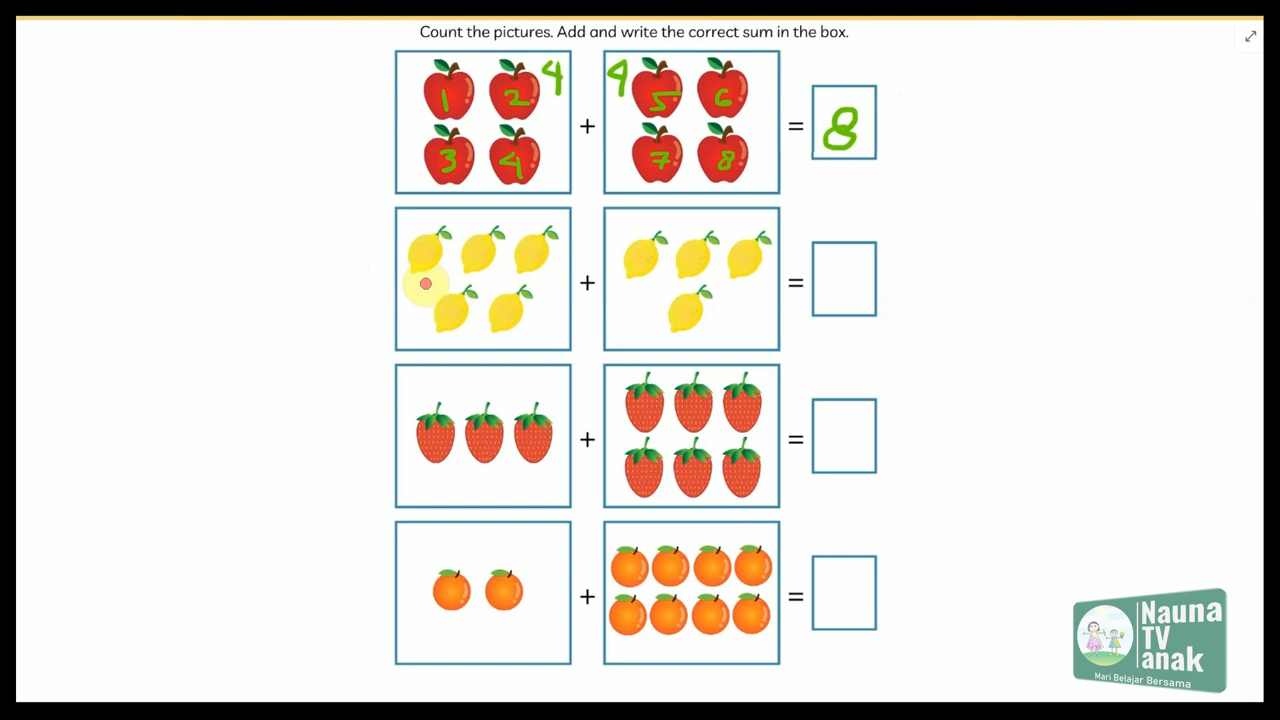 Count the pictures. Add and write the correct sum in the box.
1 2 4 + 4 5 6 = 8
3 4 7 8
+ =
+ =
+ =
Nauna
TV
anak
Mari Belajar Bersama